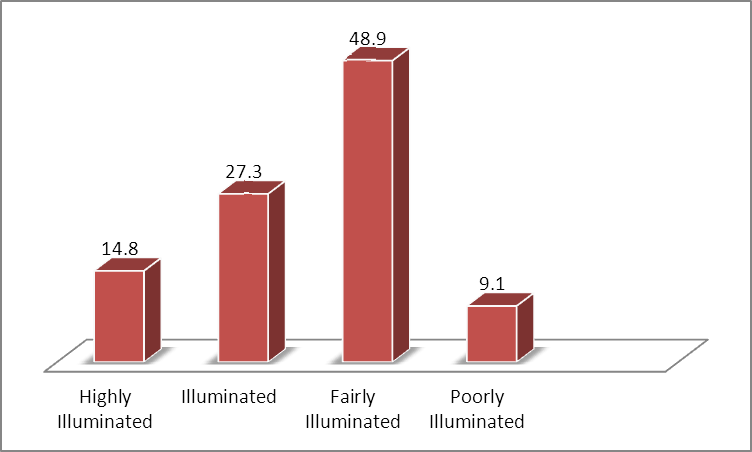 48.9
27.3
14.8
9.1
Highly
Illuminated
Illuminated
Fairly
Illuminated
Poorly
Illuminated